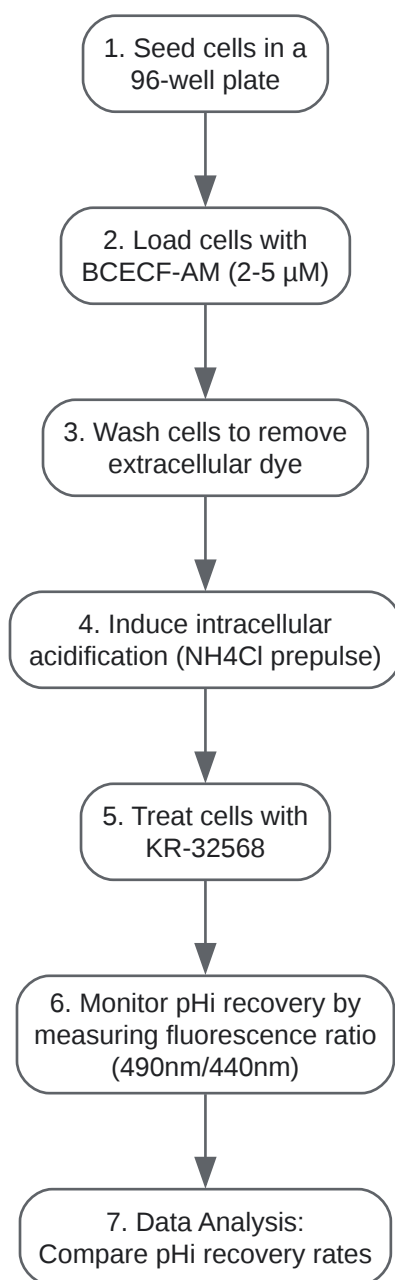 1. Seed cells in a
96-well plate
2. Load cells with
BCECF-AM (2-5 µM)
3. Wash cells to remove
extracellular dye
4. Induce intracellular
acidification (NH4Cl prepulse)
5. Treat cells with
KR-32568
6. Monitor pHi recovery by
measuring fluorescence ratio
(490nm/440nm)
7. Data Analysis:
Compare pHi recovery rates